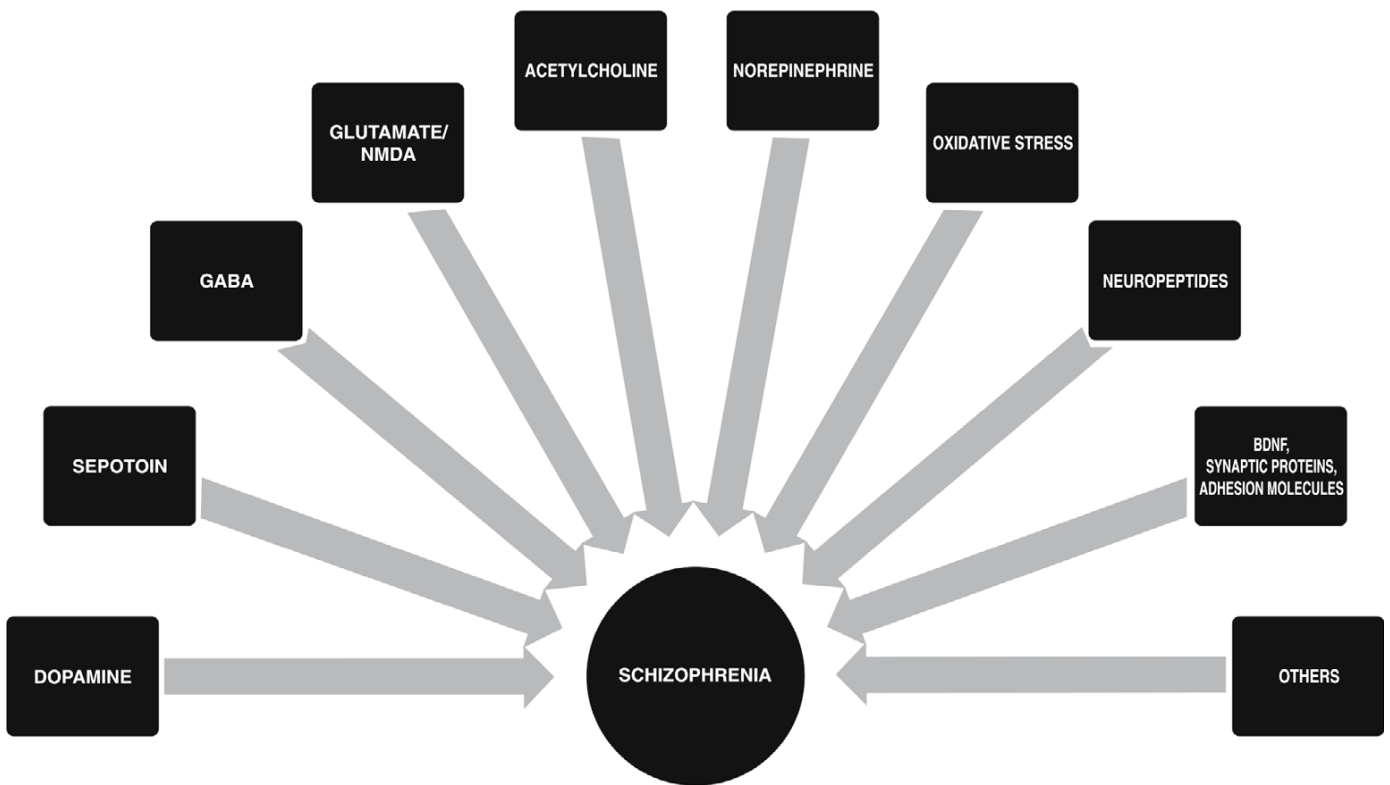 ACETYLCHOLINE
NOREPINEPHRINE
GLUTAMATE/
NMDA
OXIDATIVE STRESS
GABA
NEUROPEPTIDES
SEPOTOIN
BDNF,
SYNAPTIC PROTEINS,
ADHESION MOLECULES
DOPAMINE
SCHIZOPHRENIA
OTHERS